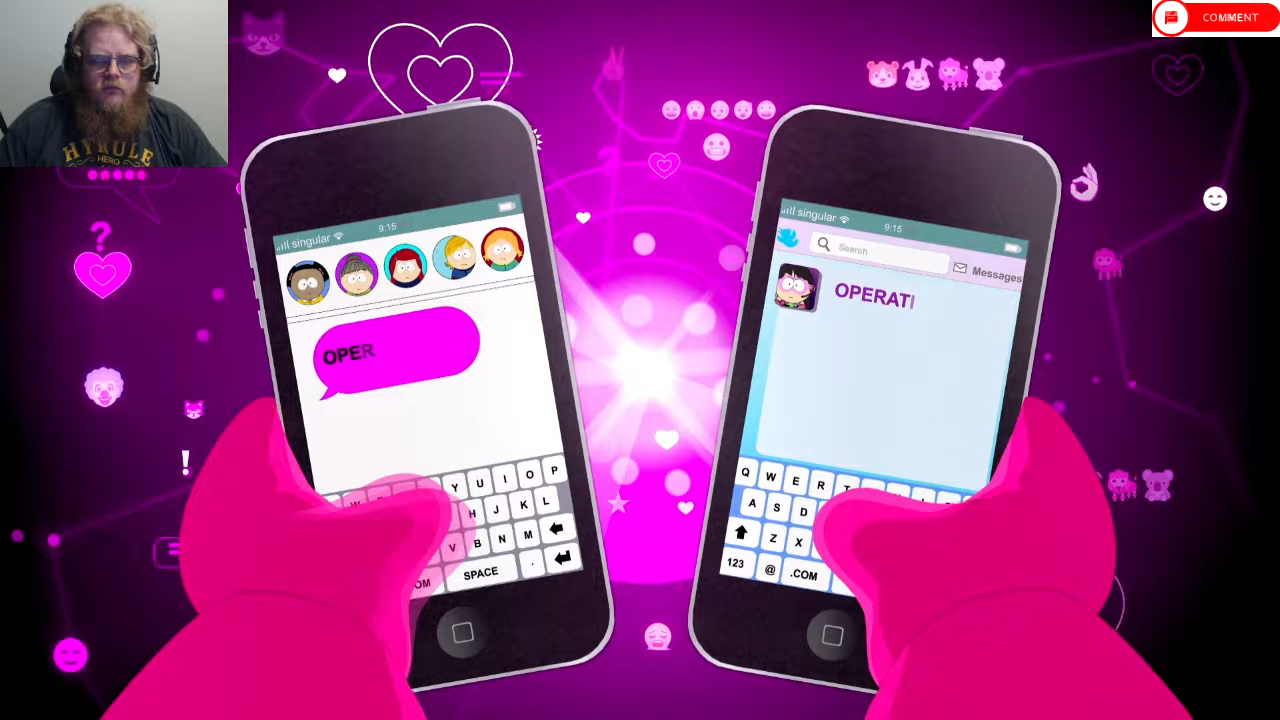 COMMENT
HYRULE
HERO
singular 9:15
OPER
Y U I O P
H J K L
V B N M
OM SPACE .
singular 9:15
Search Messages
OPERATI
Q W E R T
A S D
Z X
123 @ .COM